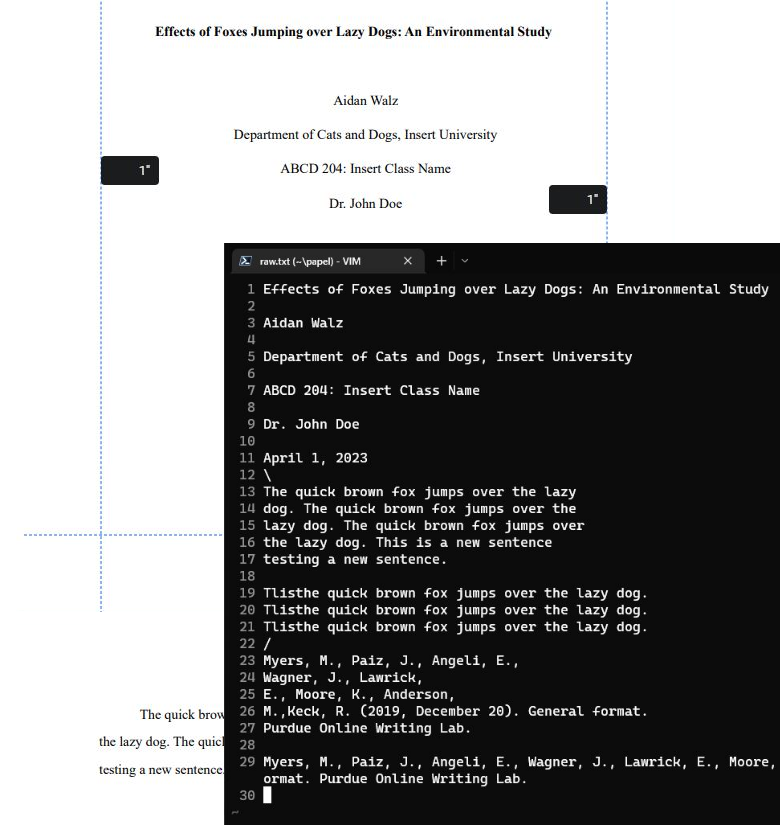 Effects of Foxes Jumping over Lazy Dogs: An Environmental Study
Aidan Walz
Department of Cats and Dogs, Insert University
1"
ABCD 204: Insert Class Name
1"
Dr. John Doe
raw.txt (~\papel) - VIM
1 Effects of Foxes Jumping over Lazy Dogs: An Environmental Study
2
3 Aidan Walz
4
5 Department of Cats and Dogs, Insert University
6
7 ABCD 204: Insert Class Name
8
9 Dr. John Doe
10
11 April 1, 2023
12 \
13 The quick brown fox jumps over the lazy
14 dog. The quick brown fox jumps over the
15 lazy dog. The quick brown fox jumps over
16 the lazy dog. This is a new sentence
17 testing a new sentence.
18
19 Tlisthe quick brown fox jumps over the lazy dog.
20 Tlisthe quick brown fox jumps over the lazy dog.
21 Tlisthe quick brown fox jumps over the lazy dog.
22 /
23 Myers, M., Paiz, J., Angeli, E.,
24 Wagner, J., Lawrick,
25 E., Moore, K., Anderson,
26 M.,Keck, R. (2019, December 20). General format.
27 Purdue Online Writing Lab.
28
29 Myers, M., Paiz, J., Angeli, E., Wagner, J., Lawrick, E., Moore,
ormat. Purdue Online Writing Lab.
30
~
The quick brow
the lazy dog. The quick
testing a new sentence.